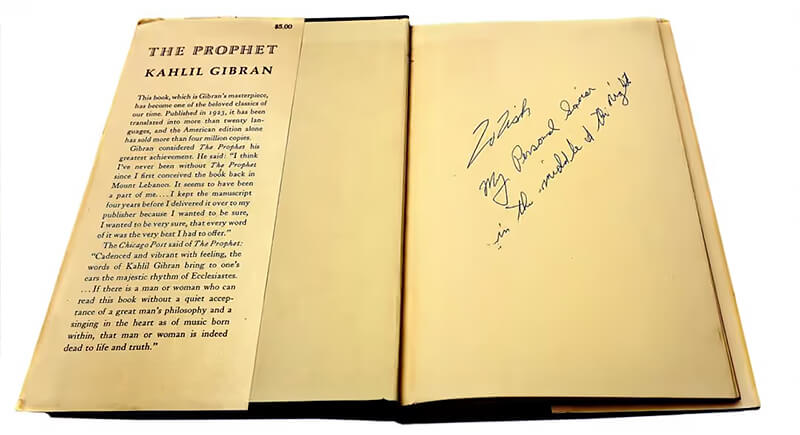 $5.00
THE PROPHET
KAHLIL GIBRAN
This book, which is Gibran's masterpiece,
has become one of the beloved classics of
our time. Published in 1923, it has been
translated into more than twenty lan-
guages, and the American edition alone
has sold more than four million copies.
Gibran considered The Prophet his
greatest achievement. He said: "I think
I've never been without The Prophet
since I first conceived the book back in
Mount Lebanon. It seems to have been
a part of me. . . . I kept the manuscript
four years before I delivered it over to my
publisher because I wanted to be sure,
I wanted to be very sure, that every word
of it was the very best I had to offer."
The Chicago Post said of The Prophet:
"Cadenced and vibrant with feeling, the
words of Kahlil Gibran bring to one's
ears the majestic rhythm of Ecclesiastes.
. . . If there is a man or woman who can
read this book without a quiet accep-
tance of a great man's philosophy and a
singing in the heart as of music born
within, that man or woman is indeed
dead to life and truth."
My Personal Savior
in the middle of the Night